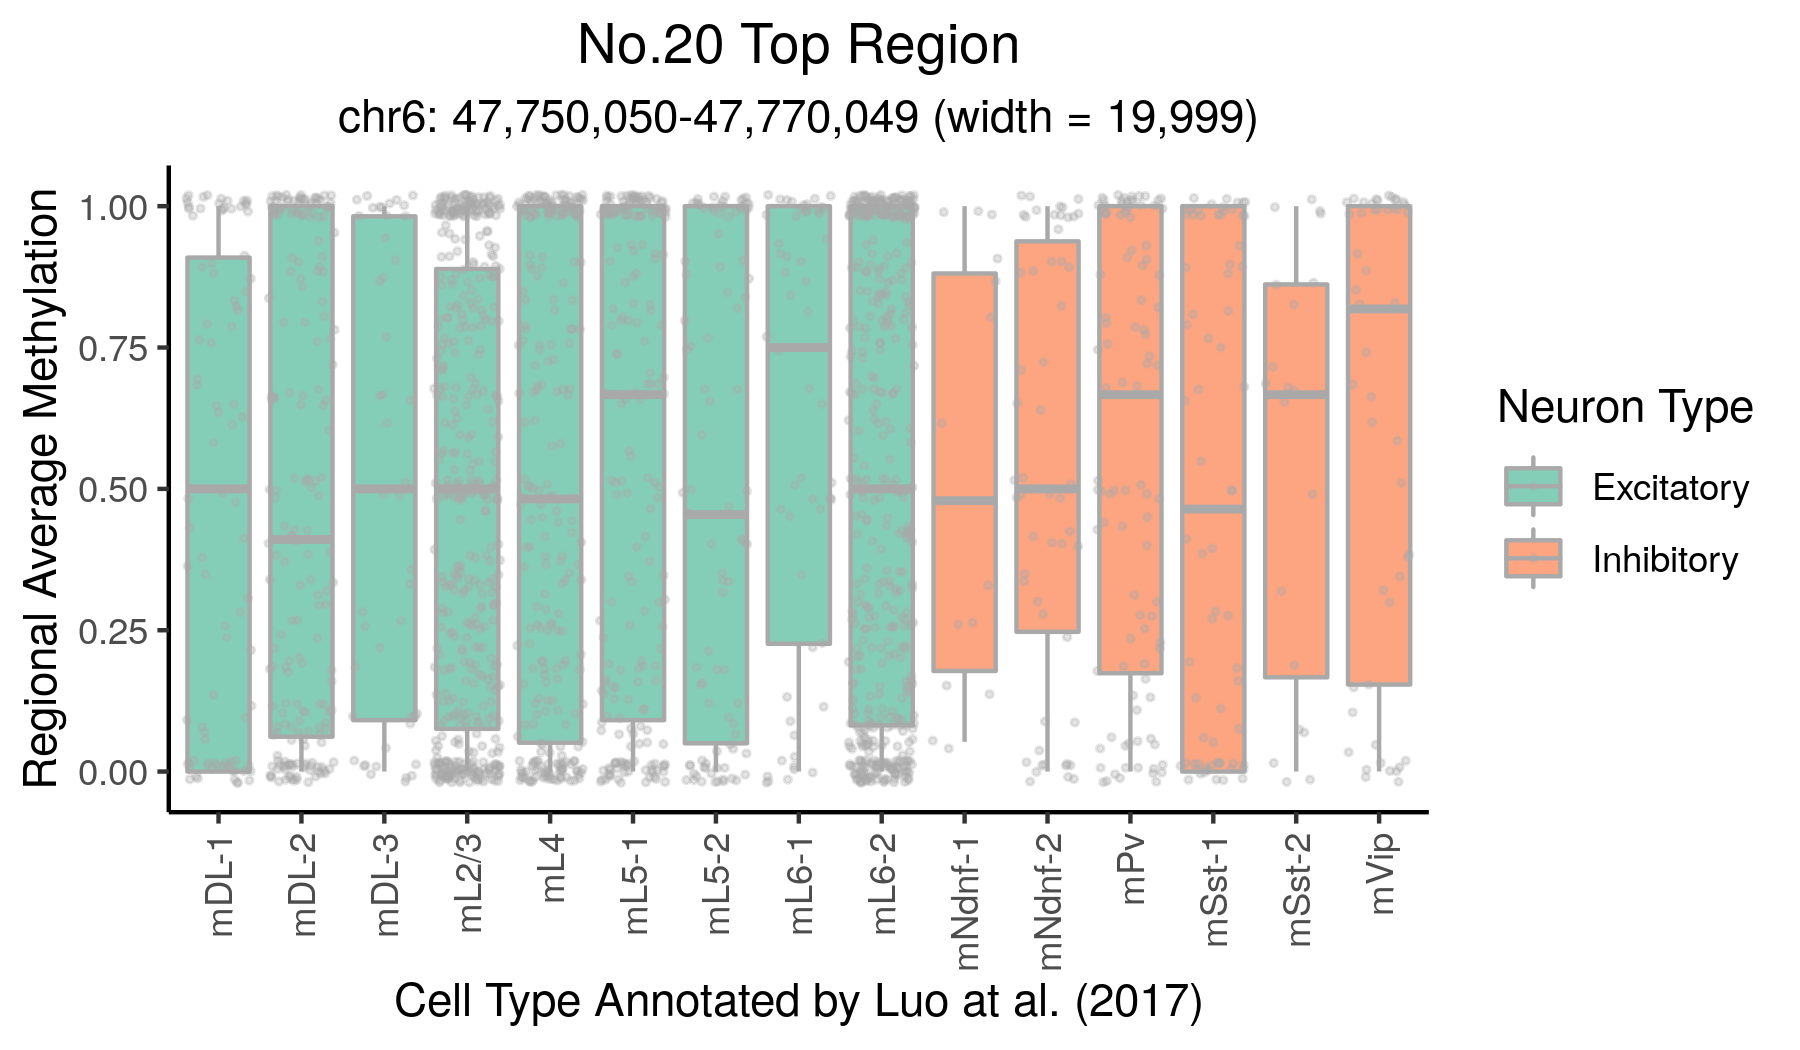 No.20 Top Region
chr6: 47,750,050-47,770,049 (width = 19,999)
Regional Average Methylation
1.00
0.75
0.50
0.25
0.00
mDL-1
mDL-2
mDL-3
mL2/3
mL4
mL5-1
mL5-2
mL6-1
mL6-2
mNdnf-1
mNdnf-2
mPv
mSst-1
mSst-2
mVip
Cell Type Annotated by Luo at al. (2017)
Neuron Type
Excitatory
Inhibitory